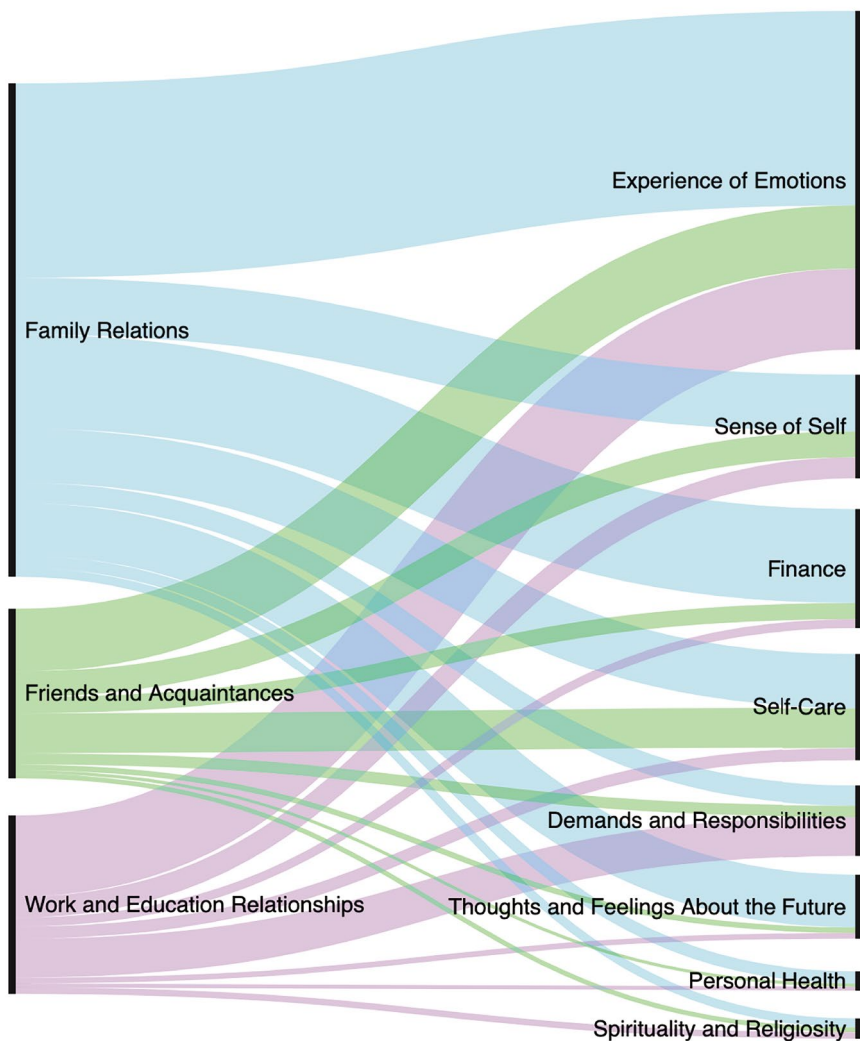 Family Relations
Friends and Acquaintances
Work and Education Relationships
Experience of Emotions
Sense of Self
Finance
Self-Care
Demands and Responsibilities
Thoughts and Feelings About the Future
Personal Health
Spirituality and Religiosity